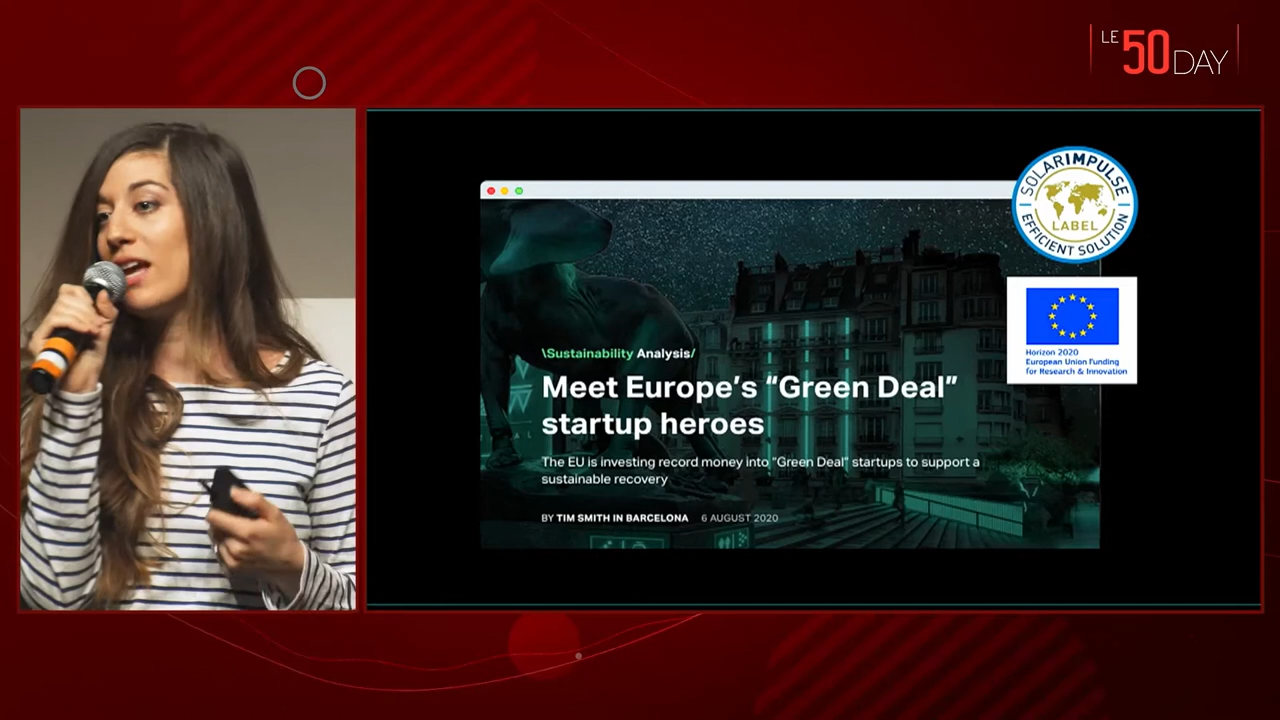 LE 50 DAY
SOLARIMPULSE
EFFICIENT SOLUTION
LABEL
Horizon 2020
European Union Funding
for Research & Innovation
\Sustainability Analysis/
Meet Europe's “Green Deal”
startup heroes
The EU is investing record money into “Green Deal” startups to support a
sustainable recovery
BY TIM SMITH IN BARCELONA 6 AUGUST 2020